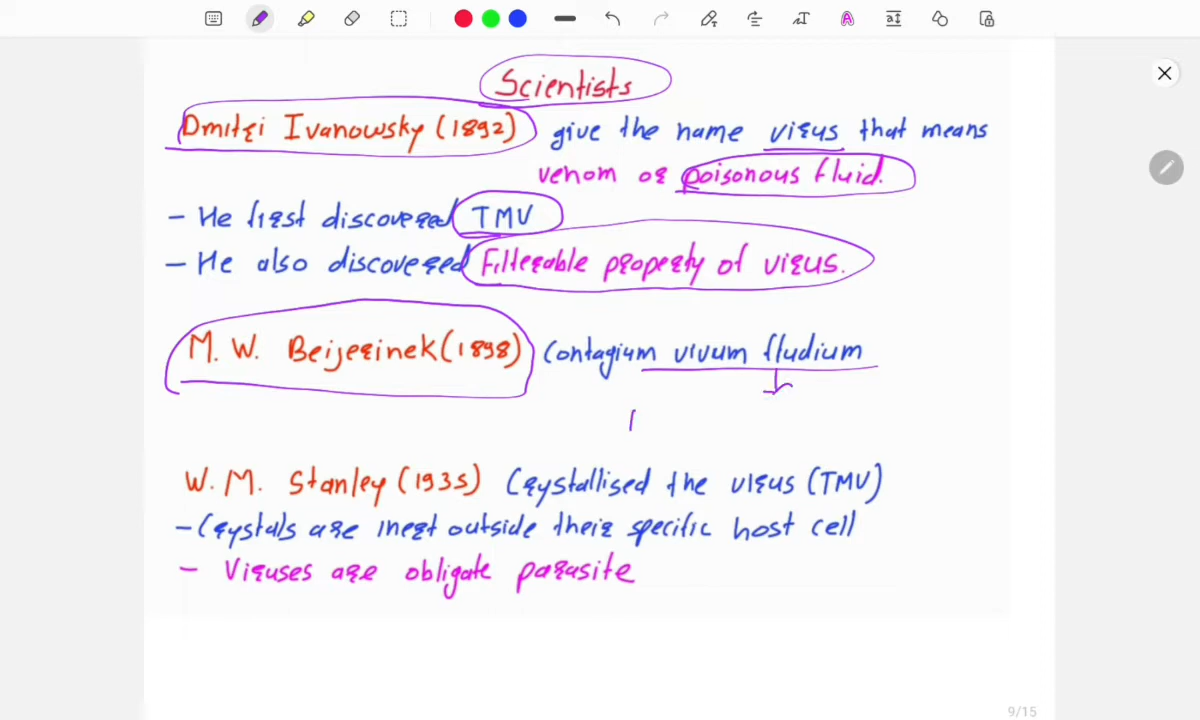 Scientists
Dmitri Ivanowsky (1892) give the name virus that means
venom or poisonous fluid.
- He first discovered TMV
- He also discovered Filterable property of virus.
M. W. Beijerinek (1898) Contagium vivum fludium
W. M. Stanley (1935) Crystallised the virus (TMV)
- Crystals are inert outside their specific host cell
- Viruses are obligate parasite
9/15